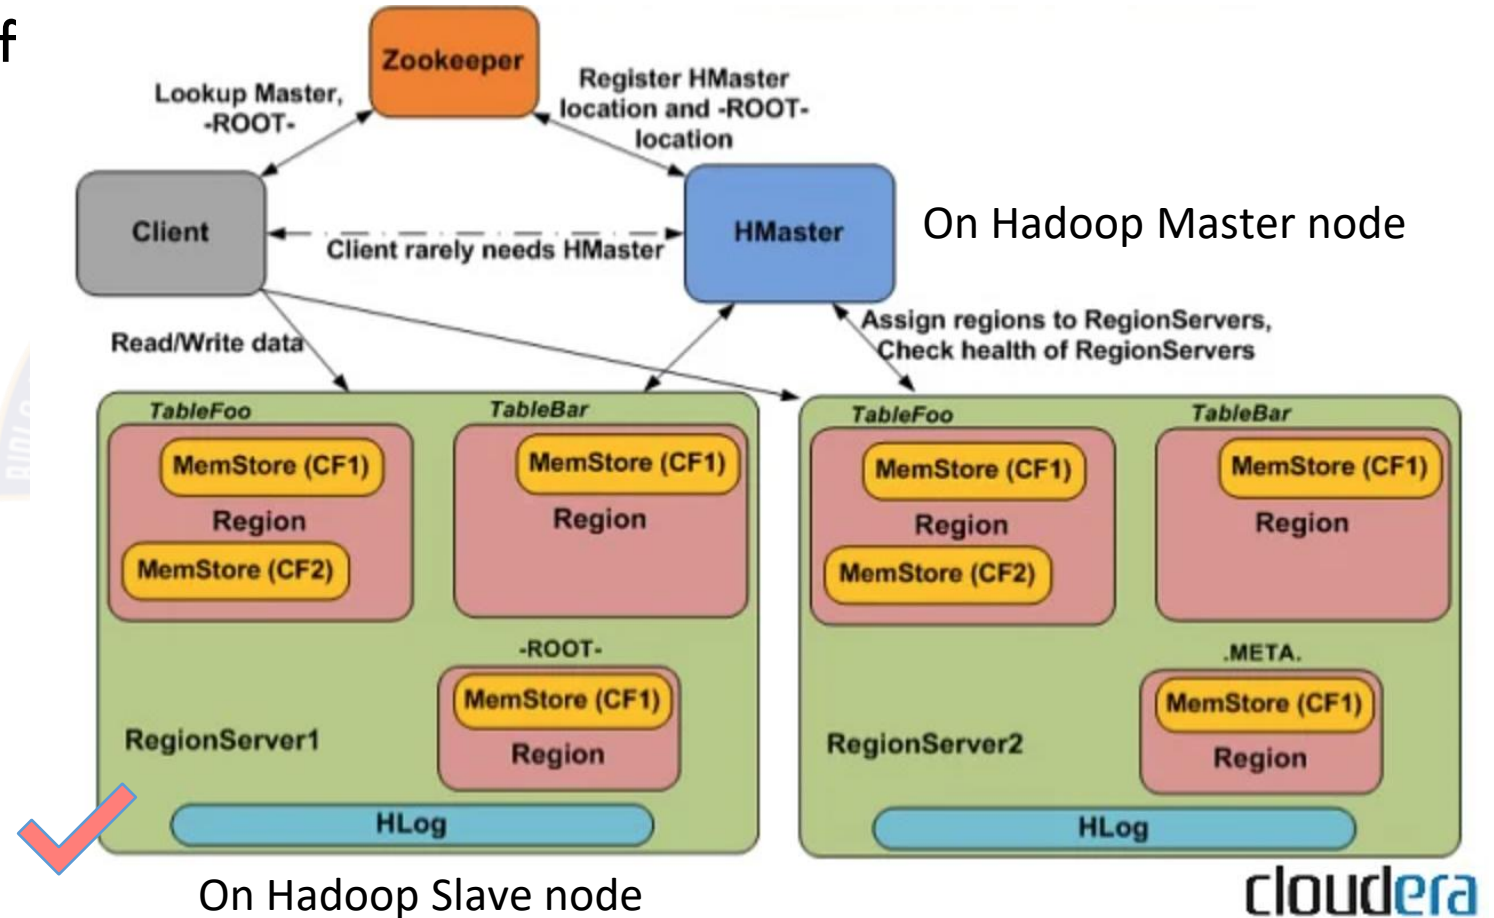 f
Zookeeper
Lookup Master,
-ROOT-
Register HMaster
location and -ROOT-
location
Client
Client rarely needs HMaster
HMaster
On Hadoop Master node
Read/Write data
Assign regions to RegionServers,
Check health of RegionServers
TableFoo
TableBar
MemStore (CF1)
MemStore (CF1)
Region
Region
MemStore (CF2)
-ROOT-
MemStore (CF1)
Region
RegionServer1
HLog
TableFoo
TableBar
MemStore (CF1)
MemStore (CF1)
Region
Region
MemStore (CF2)
.META.
MemStore (CF1)
Region
RegionServer2
HLog
On Hadoop Slave node
cloudera